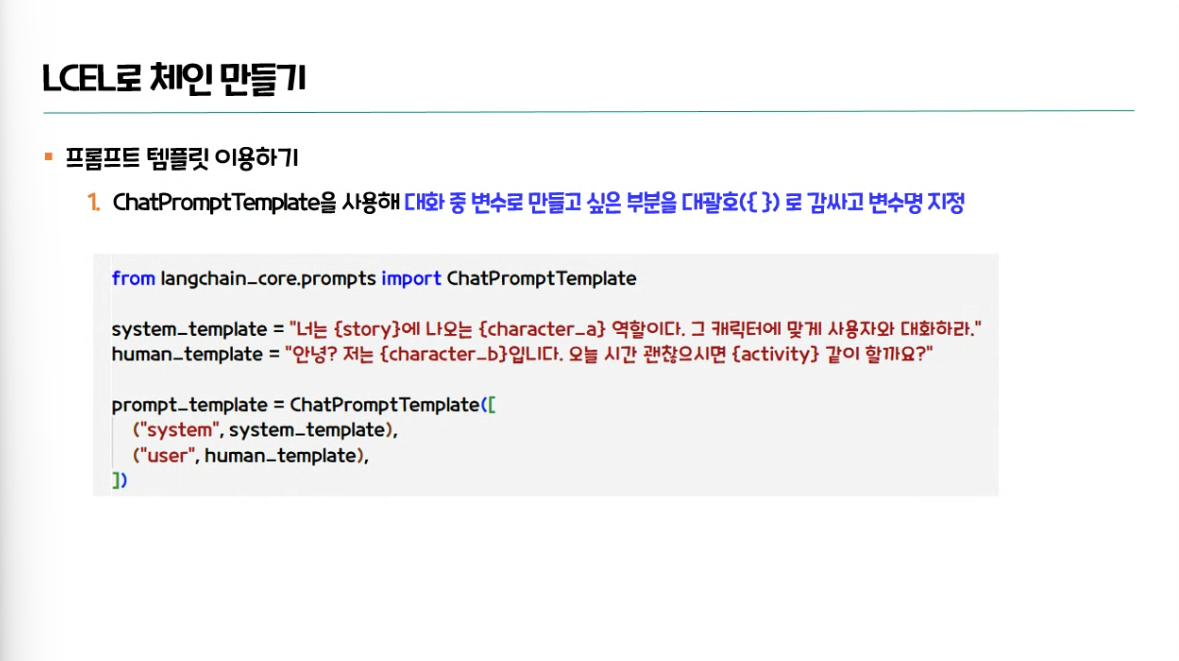 LCEL로 체인 만들기
프롬프트 템플릿 이용하기
1. ChatPromptTemplate을 사용해 대화 중 변수로 만들고 싶은 부분을 대괄호({ }) 로 감싸고 변수명 지정
from langchain_core.prompts import ChatPromptTemplate
system_template = "너는 {story}에 나오는 {character_a} 역할이다. 그 캐릭터에 맞게 사용자와 대화하라."
human_template = "안녕? 저는 {character_b}입니다. 오늘 시간 괜찮으시면 {activity} 같이 할까요?"
prompt_template = ChatPromptTemplate([
("system", system_template),
("user", human_template),
])